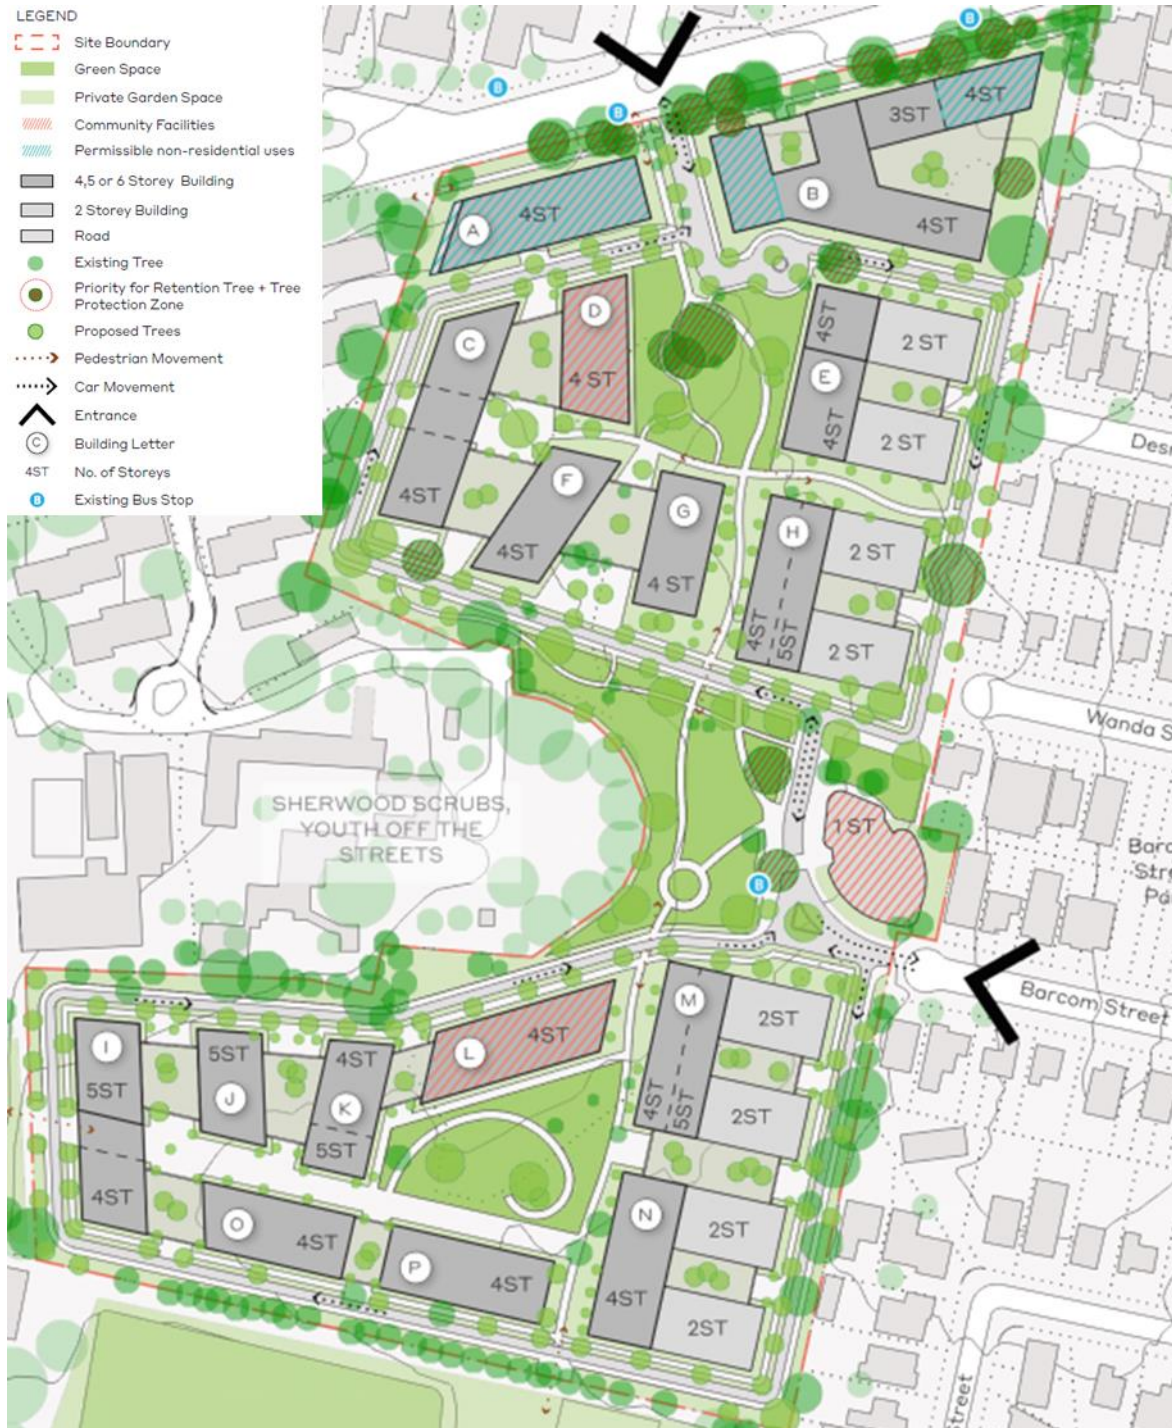 LEGEND
Site Boundary
Green Space
Private Garden Space
Community Facilities
Permissible non-residential uses
4,5 or 6 Storey Building
2 Storey Building
Road
Existing Tree
Priority for Retention Tree + Tree
Protection Zone
Proposed Trees
Pedestrian Movement
Car Movement
Entrance
C Building Letter
4ST No. of Storeys
B Existing Bus Stop
B
B
B
4ST
3ST
A
4ST
B
4ST
C
D
4 ST
4ST
E
4ST
2 ST
2 ST
4ST
F
4ST
G
4 ST
H
4ST
5ST
2 ST
2 ST
Wanda S
SHERWOOD SCRUBS,
YOUTH OFF THE
STREETS
1 ST
B
Barcom Street
I
5ST
4ST
5ST
J
4ST
K
5ST
L
4ST
M
4ST
5ST
2ST
2ST
O
4ST
P
4ST
N
4ST
2ST
2ST